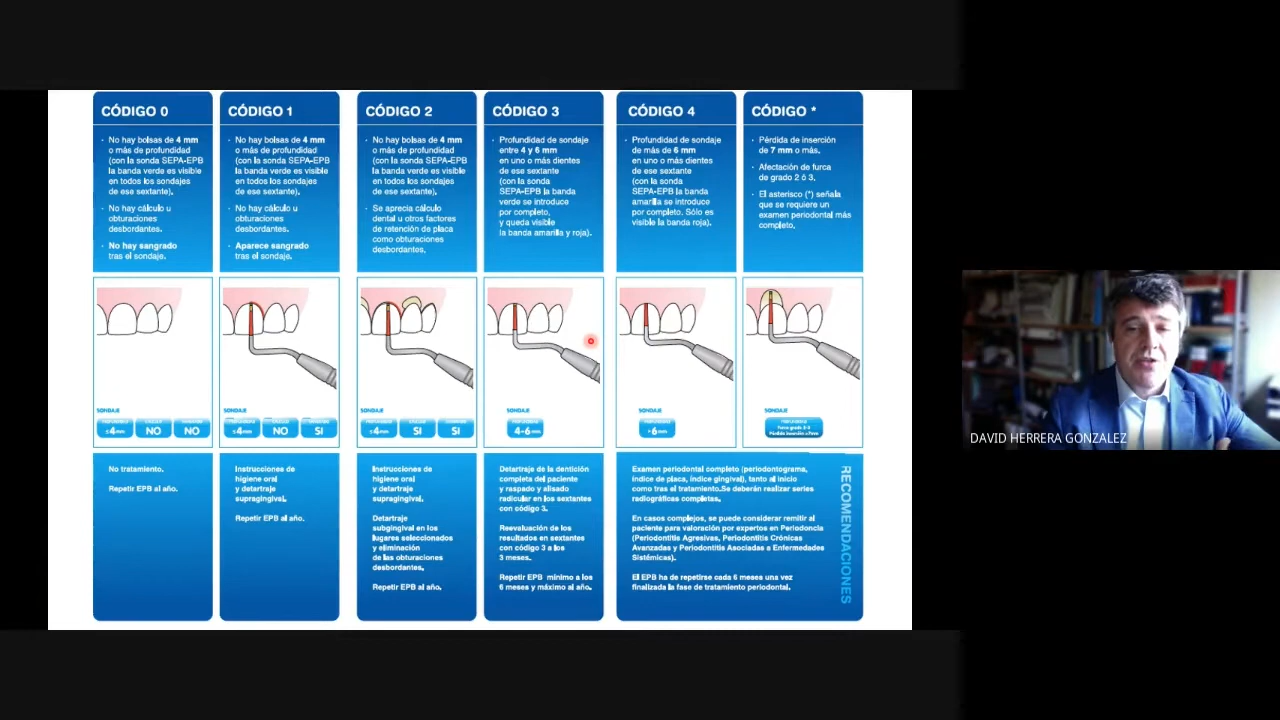 CÓDIGO 0
· No hay bolsas de 4 mm
o más de profundidad
(con la sonda SEPA-EPB
la banda verde es visible
en todos los sondajes
de ese sextante).
· No hay cálculo u
obturaciones
desbordantes.
· No hay sangrado
tras el sondaje.
CÓDIGO 1
· No hay bolsas de 4 mm
o más de profundidad
(con la sonda SEPA-EPB
la banda verde es visible
en todos los sondajes
de ese sextante).
· No hay cálculo u
obturaciones
desbordantes.
· Aparece sangrado
tras el sondaje.
CÓDIGO 2
· No hay bolsas de 4 mm
o más de profundidad
(con la sonda SEPA-EPB
la banda verde es visible
en todos los sondajes
de ese sextante).
· Se aprecia cálculo
dental u otros factores
de retención de placa
como obturaciones
desbordantes.
CÓDIGO 3
· Profundidad de sondaje
entre 4 y 6 mm
en uno o más dientes
de ese sextante
(con la sonda
SEPA-EPB la banda
verde se introduce
por completo,
y queda visible
la banda amarilla y roja).
CÓDIGO 4
· Profundidad de sondaje
de más de 6 mm
en uno o más dientes
de ese sextante
(con la sonda
SEPA-EPB la banda
amarilla se introduce
por completo. Sólo es
visible la banda roja).
CÓDIGO *
· Pérdida de inserción
de 7 mm o más.
· Afectación de furca
de grado 2 ó 3.
· El asterisco (*) señala
que se requiere un
examen periodontal más
completo.
SONDAJE
≤4mm NO NO
SONDAJE
≤4mm NO SI
SONDAJE
≤4mm SI SI
SONDAJE
4-6mm
SONDAJE
>6mm
SONDAJE
No tratamiento.
Repetir EPB al año.
Instrucciones de
higiene oral
y detartraje
supragingival.
Repetir EPB al año.
Instrucciones de
higiene oral
y detartraje
supragingival.
Detartraje
subgingival en los
lugares seleccionados
y eliminación
de las obturaciones
desbordantes.
Repetir EPB al año.
Detartraje de la dentición
completa del paciente
y raspado y alisado
radicular en los sextantes
con código 3.
Reevaluación de los
resultados en sextantes
con código 3 a los
3 meses.
Repetir EPB mínimo a los
6 meses y máximo al año.
Examen periodontal completo (periodontograma,
índice de placa, índice gingival), tanto al inicio
como tras el tratamiento.Se deberán realizar series
radiográficas completas.
En casos complejos, se puede considerar remitir al
paciente para valoración por expertos en Periodoncia
(Periodontitis Agresivas, Periodontitis Crónicas
Avanzadas y Periodontitis Asociadas a Enfermedades
Sistémicas).
El EPB ha de repetirse cada 6 meses una vez
finalizada la fase de tratamiento periodontal.
RECOMENDACIONES
DAVID HERRERA GONZALEZ